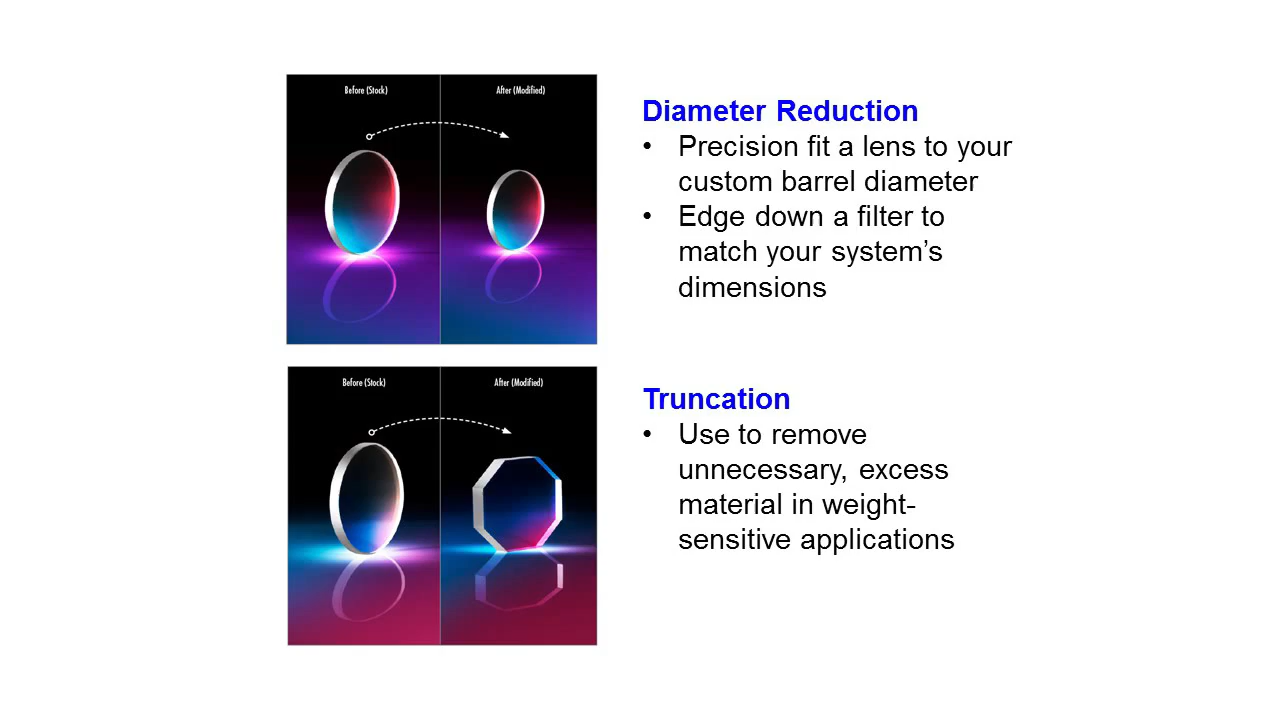 Before (Stock)
After (Modified)
Diameter Reduction
• Precision fit a lens to your
custom barrel diameter
• Edge down a filter to
match your system’s
dimensions
Before (Stock)
After (Modified)
Truncation
• Use to remove
unnecessary, excess
material in weight-
sensitive applications